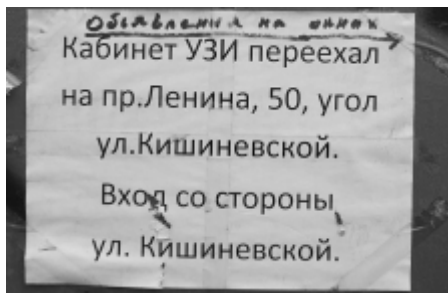 Объявления на окнах
Кабинет УЗИ переехал
на пр.Ленина, 50, угол
ул.Кишиневской.
Вход со стороны
ул. Кишиневской.